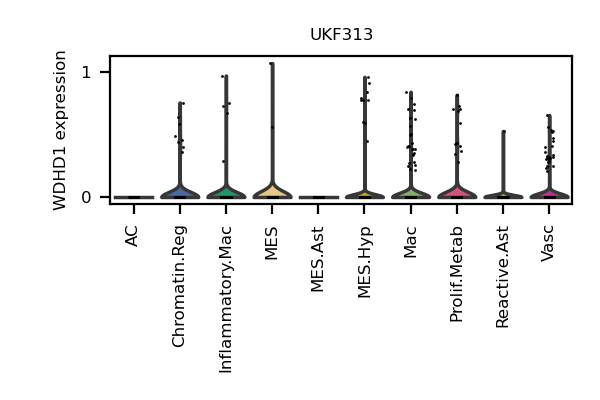 UKF313
WDHD1 expression
1
0
AC
Chromatin.Reg
Inflammatory.Mac
MES
MES.Ast
MES.Hyp
Mac
Prolif.Metab
Reactive.Ast
Vasc